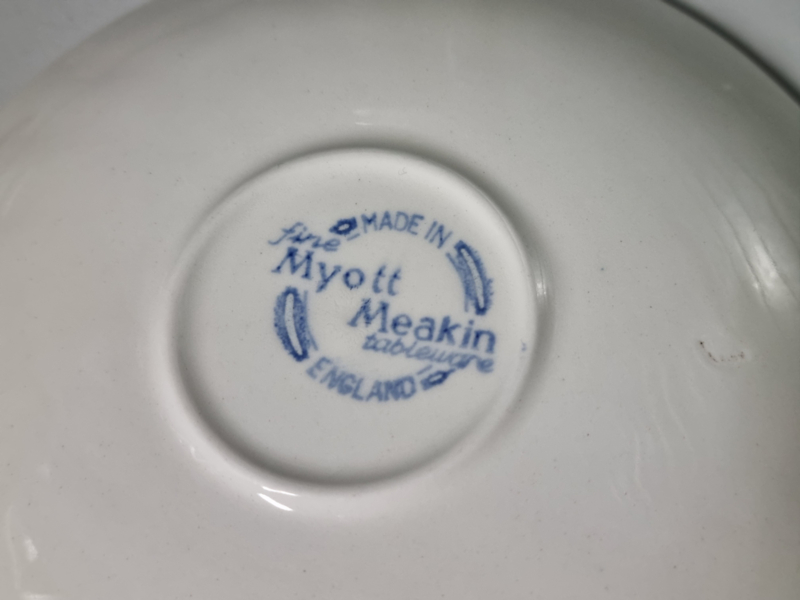 MADE IN
fine
Myott
Meakin
tableware
ENGLAND